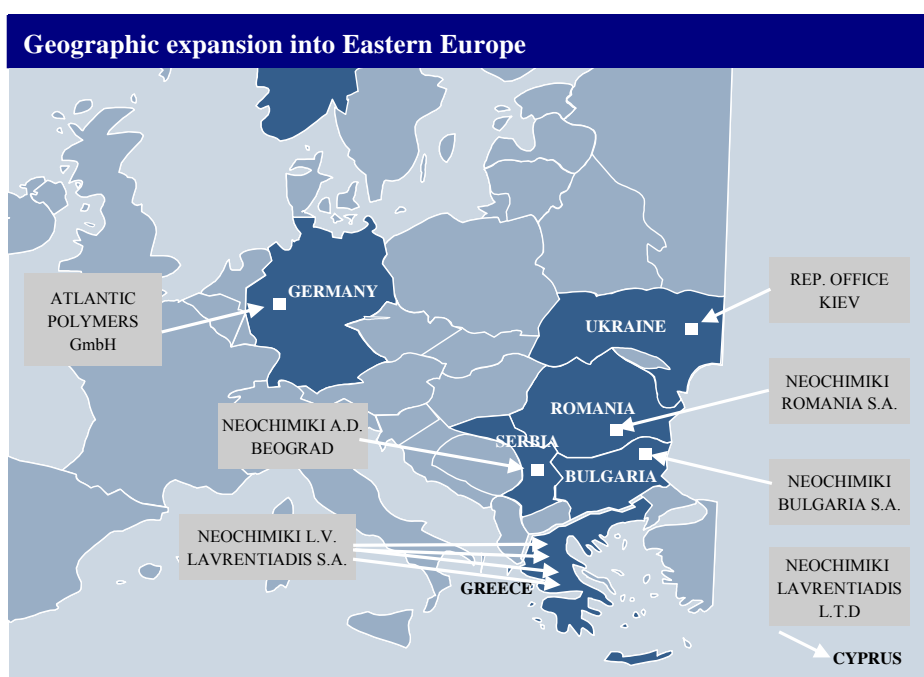 Geographic expansion into Eastern Europe
GERMANY
ATLANTIC
POLYMERS
GmbH
REP. OFFICE
KIEV
UKRAINE
NEOCHIMIKI
ROMANIA S.A.
ROMANIA
NEOCHIMIKI A.D.
BEOGRAD
SERBIA
BULGARIA
NEOCHIMIKI
BULGARIA S.A.
NEOCHIMIKI L.V.
LAVRENTIADIS S.A.
GREECE
NEOCHIMIKI
LAVRENTIADIS
L.T.D
CYPRUS